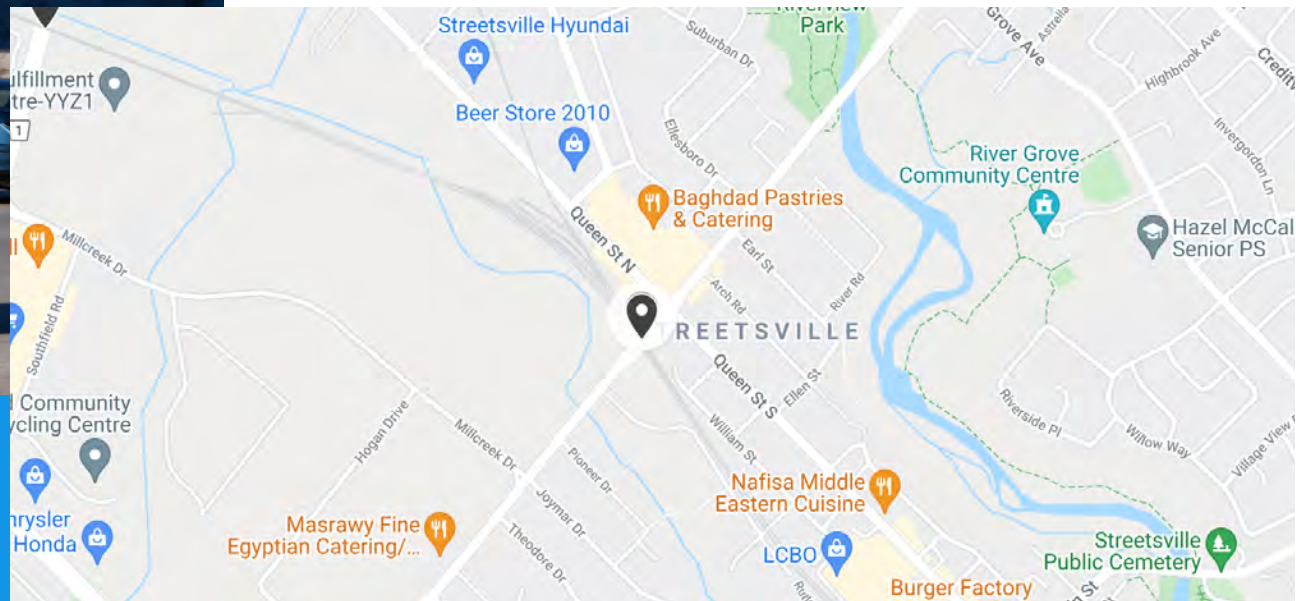 Riverview
Park
Streetsville Hyundai
Suburban Dr
Grove Ave
Astrella
Highbrook Ave
Creditv
ulfillment
tre-YYZ1
1
Beer Store 2010
Ellesboro Dr
Invergordon Ln
River Grove
Community Centre
Baghdad Pastries
& Catering
Hazel McCal
Senior PS
Queen St N
Earl St
Millcreek Dr
ll
Arch Rd
River Rd
Southfield Rd
TREETSVILLE
Queen St S
Ellen St
d Community
ycling Centre
Hogan Drive
Millcreek Dr
William St
Riverside Pl
Willow Way
Village View
Pioneer Dr
Nafisa Middle
Eastern Cuisine
Joymar Dr
hrysler
Honda
Masrawy Fine
Egyptian Catering/...
Theodore Dr
LCBO
Streetsville
Public Cemetery
Burger Factory
St